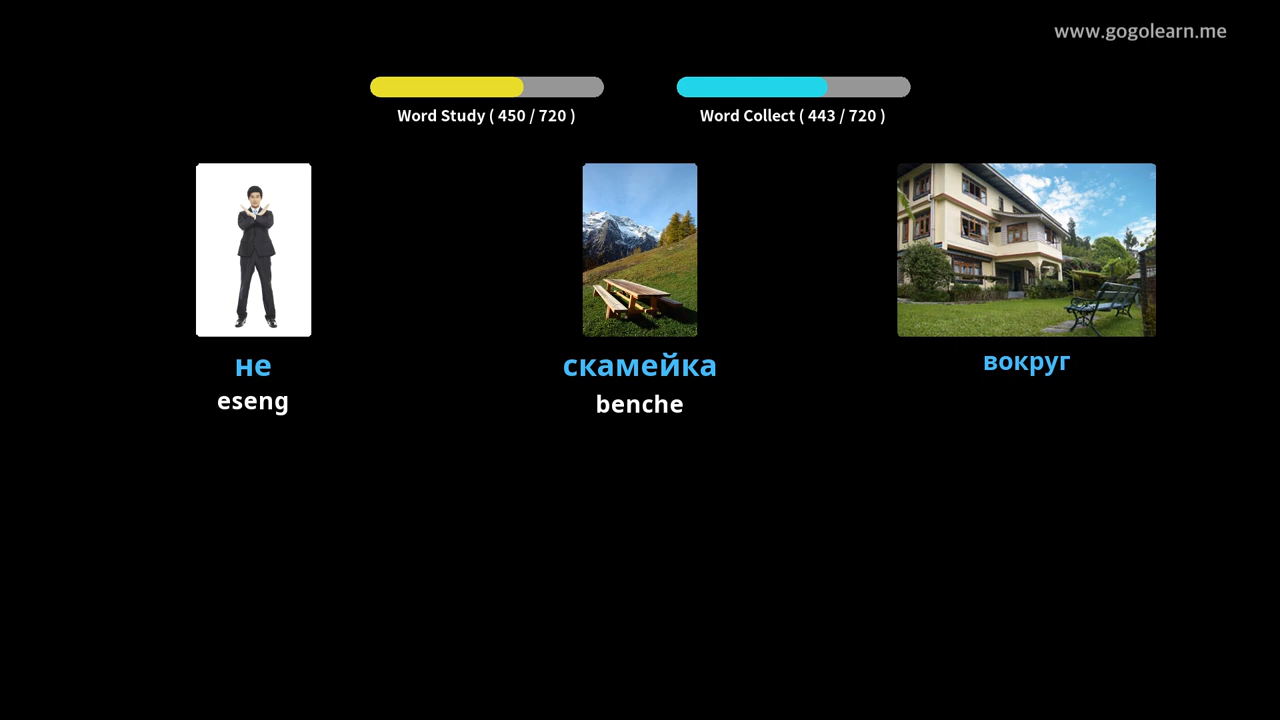 www.gogolearn.me
Word Study ( 450 / 720 )
Word Collect ( 443 / 720 )
не
скамейка
вокруг
eseng
benche